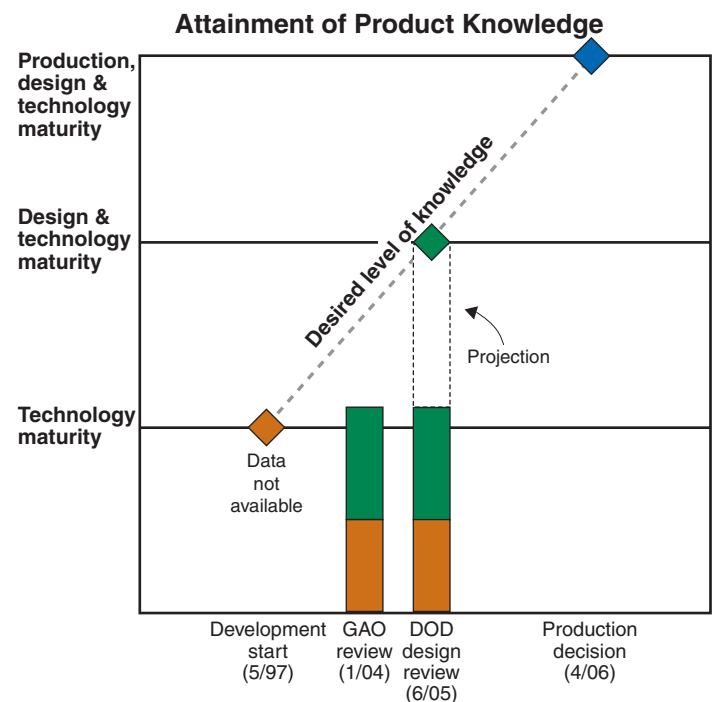 Attainment of Product Knowledge
Production,
design &
technology
maturity
Design &
technology
maturity
Technology
maturity
Desired level of knowledge
Projection
Data
not
available
Development
start
(5/97)
GAO
review
(1/04)
DOD
design
review
(6/05)
Production
decision
(4/06)